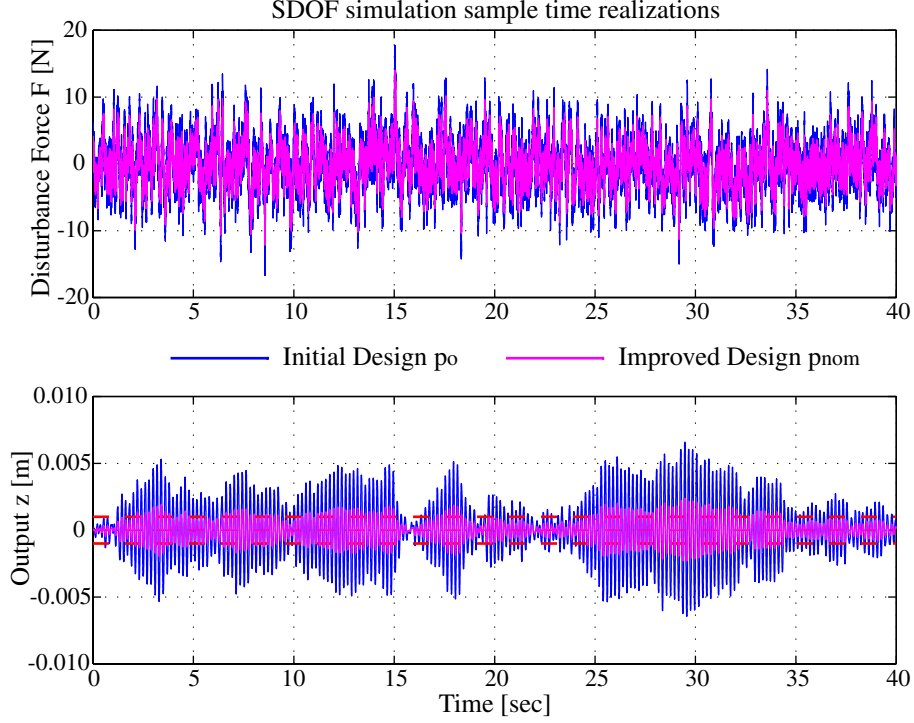 SDOF simulation sample time realizations
Disturbance Force F [N]
20
10
0
-10
-20
0 5 10 15 20 25 30 35 40
Initial Design po Improved Design pnom
Output z [m]
0.010
0.005
0
-0.005
-0.010
0 5 10 15 20 25 30 35 40
Time [sec]